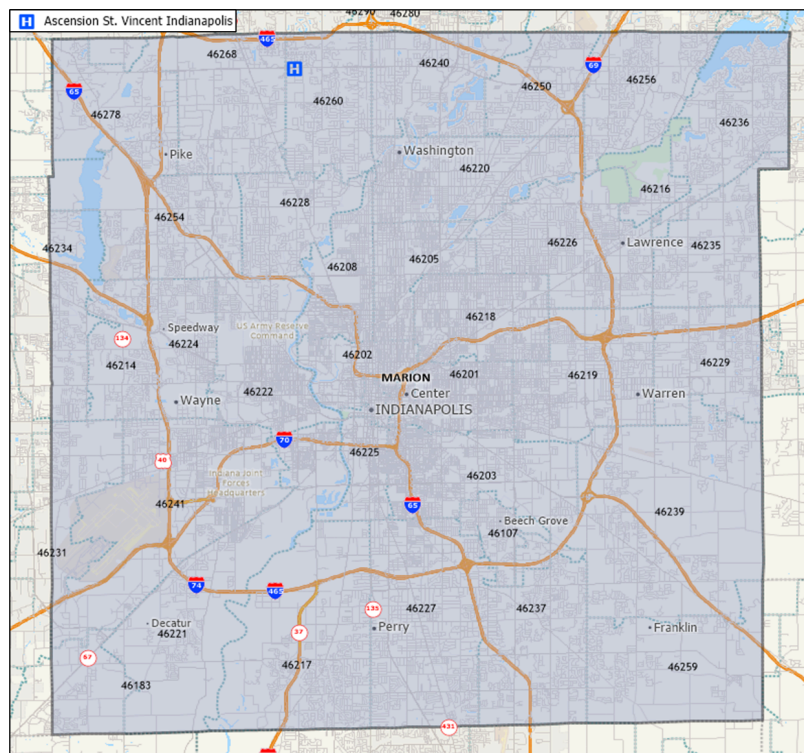 H Ascension St. Vincent Indianapolis
46290
46280
465
46268
46240
69
65
H
46256
46250
46278
46260
46236
Pike
Washington
46220
46216
46228
46254
46226
Lawrence
46235
46234
46205
46208
46218
Speedway
US Army Reserve
Command
134
46224
46202
46214
46229
MARION
46201
46219
46222
Center
Warren
Wayne
INDIANAPOLIS
70
46225
40
Indiana Joint
Forces
Headquarters
46203
46241
65
46239
Beech Grove
46107
46231
74
465
135
46227
46237
Decatur
46221
37
Perry
Franklin
67
46217
46259
46183
431